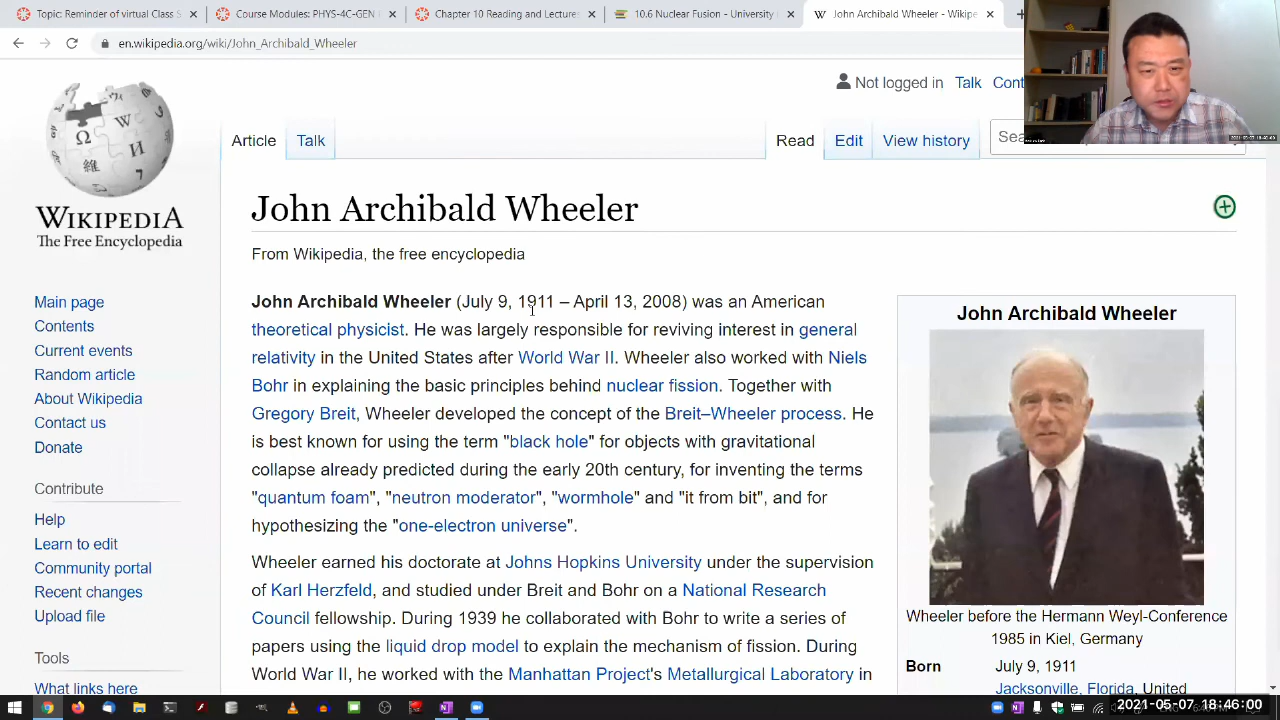 Topic: Reminder of virtual Class S
Course Modules: PHYS-4CGEN
Chapter 10 Reading and Lectures
10.6 Nuclear Fusion - University
John Archibald Wheeler - Wikipe
en.wikipedia.org/wiki/John_Archibald_Wheeler
Not logged in Talk Cont
Article Talk Read Edit View history Sea
WIKIPEDIA
The Free Encyclopedia
Main page
Contents
Current events
Random article
About Wikipedia
Contact us
Donate
Contribute
Help
Learn to edit
Community portal
Recent changes
Upload file
Tools
What links here
John Archibald Wheeler
From Wikipedia, the free encyclopedia
John Archibald Wheeler (July 9, 1911 – April 13, 2008) was an American
theoretical physicist. He was largely responsible for reviving interest in general
relativity in the United States after World War II. Wheeler also worked with Niels
Bohr in explaining the basic principles behind nuclear fission. Together with
Gregory Breit, Wheeler developed the concept of the Breit–Wheeler process. He
is best known for using the term "black hole" for objects with gravitational
collapse already predicted during the early 20th century, for inventing the terms
"quantum foam", "neutron moderator", "wormhole" and "it from bit", and for
hypothesizing the "one-electron universe".
Wheeler earned his doctorate at Johns Hopkins University under the supervision
of Karl Herzfeld, and studied under Breit and Bohr on a National Research
Council fellowship. During 1939 he collaborated with Bohr to write a series of
papers using the liquid drop model to explain the mechanism of fission. During
World War II, he worked with the Manhattan Project's Metallurgical Laboratory in
John Archibald Wheeler
Wheeler before the Hermann Weyl-Conference
1985 in Kiel, Germany
Born July 9, 1911
Jacksonville, Florida, United
2021-05-07 18:46:00